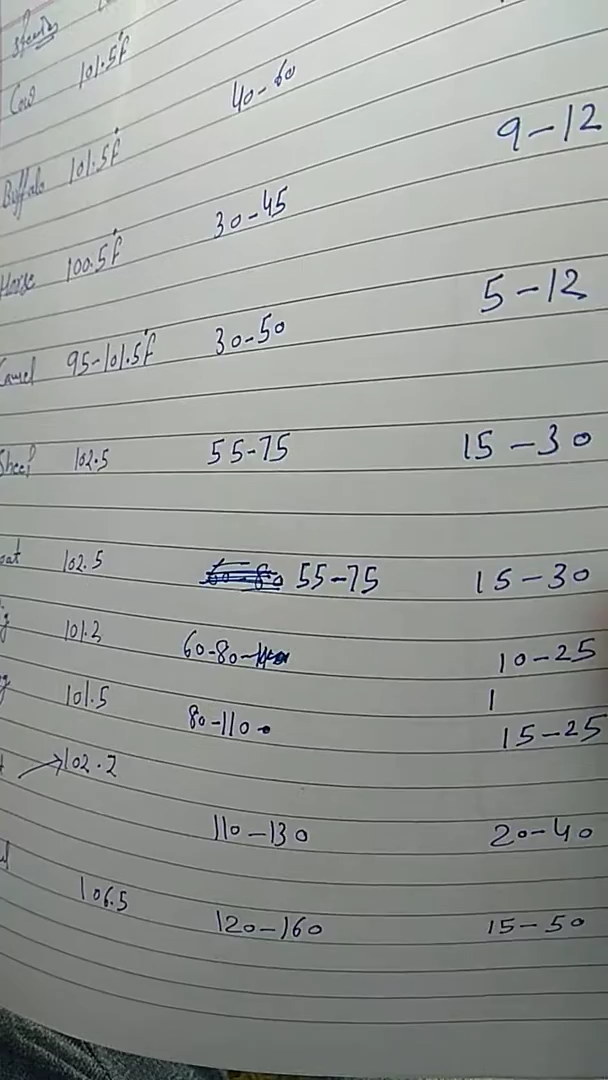 Cow 101.5°f 40-60
Buffalo 101.5°f 9-12
Horse 100.5°f 30-45
Camel 95-101.5°f 30-50 5-12
Sheep 102.5 55-75 15-30
oat 102.5 55-75 15-30
ig 101.3 60-80- 10-25
g 101.5 80-110 15-25
t →102.2
110-130 20-40
106.5 120-160 15-50